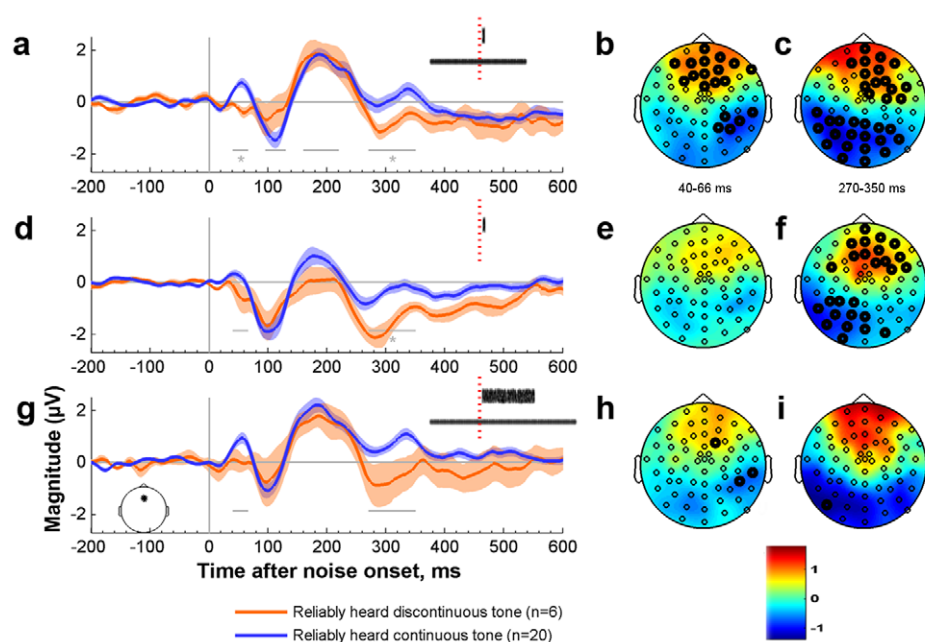 a
2
0
-2
*
*
-200 -100 0 100 200 300 400 500 600
b
c
40-66 ms
270-350 ms
d
2
0
-2
*
-200 -100 0 100 200 300 400 500 600
e
f
g
Magnitude (µV)
2
0
-2
-200 -100 0 100 200 300 400 500 600
Time after noise onset, ms
h
i
1
0
-1
Reliably heard discontinuous tone (n=6)
Reliably heard continuous tone (n=20)